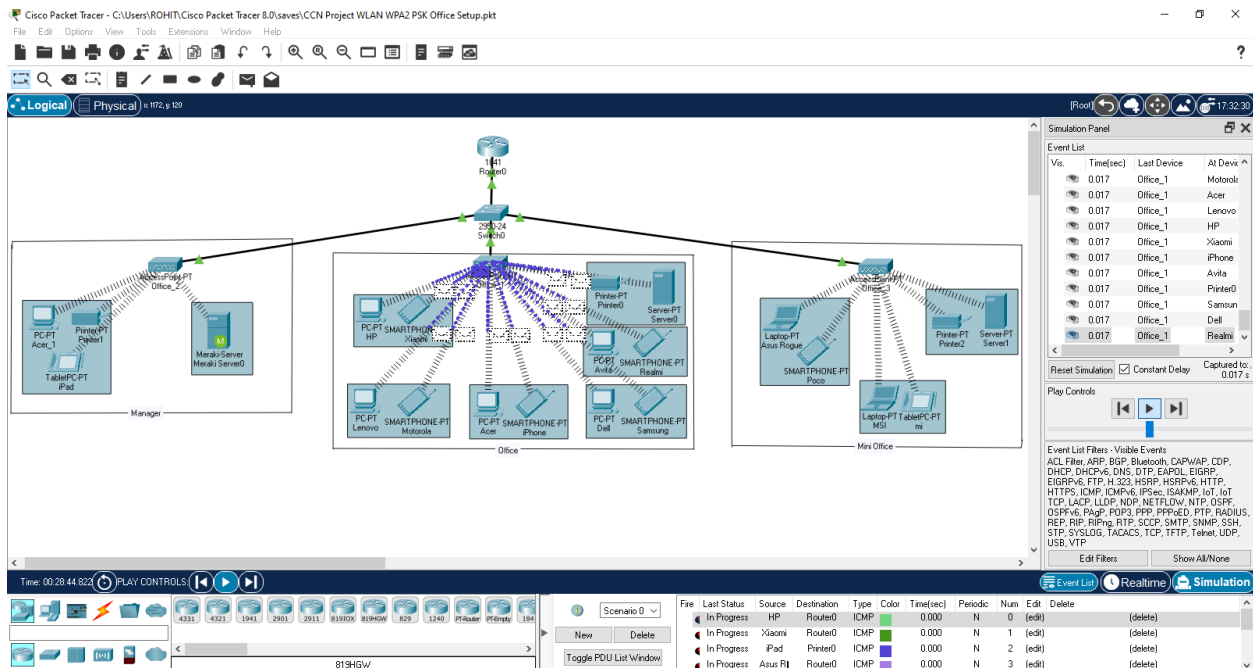 Cisco Packet Tracer - C:\Users\ROHIT\Cisco Packet Tracer 8.0\saves\CCN Project WLAN WPA2 PSK Office Setup.pkt
File Edit Options View Tools Extensions Window Help
?
Logical Physical x: 1172, y: 120
[Root] 17:32:30
1841
Router0
2950-24
Switch0
AccessPoint-PT
Office_2
PC-PT
Acer_1
Printer-PT
Printer1
TabletPC-PT
iPad
Meraki-Server
Meraki Server0
Manager
PC-PT
HP
SMARTPHONE-PT
Xiaomi
Printer-PT
Printer0
Server-PT
Server0
PC-PT
Avita
SMARTPHONE-PT
Realmi
PC-PT
Lenovo
SMARTPHONE-PT
Motorola
PC-PT
Acer
SMARTPHONE-PT
iPhone
PC-PT
Dell
SMARTPHONE-PT
Samsung
Office
AccessPoint-PT
Office_3
Laptop-PT
Asus Rogue
SMARTPHONE-PT
Poco
Printer-PT
Printer2
Server-PT
Server1
Laptop-PT
MSI
TabletPC-PT
mi
Mini Office
Simulation Panel
Event List
Vis. Time(sec) Last Device At Devic
0.017 Office_1 Motorola
0.017 Office_1 Acer
0.017 Office_1 Lenovo
0.017 Office_1 HP
0.017 Office_1 Xiaomi
0.017 Office_1 iPhone
0.017 Office_1 Avita
0.017 Office_1 Printer0
0.017 Office_1 Samsun
0.017 Office_1 Dell
0.017 Office_1 Realmi
Reset Simulation Constant Delay Captured to:
0.017 s
Play Controls
Event List Filters - Visible Events
ACL Filter, ARP, BGP, Bluetooth, CAPWAP, CDP,
DHCP, DHCPv6, DNS, DTP, EAPOL, EIGRP,
EIGRPv6, FTP, H.323, HSRP, HSRPv6, HTTP,
HTTPS, ICMP, ICMPv6, IPSec, ISAKMP, IoT, IoT
TCP, LACP, LLDP, NDP, NETFLOW, NTP, OSPF,
OSPFv6, PAgP, POP3, PPP, PPPoED, PTP, RADIUS,
REP, RIP, RIPng, RTP, SCCP, SMTP, SNMP, SSH,
STP, SYSLOG, TACACS, TCP, TFTP, Telnet, UDP,
USB, VTP
Edit Filters Show All/None
Time: 00:28:44.822 PLAY CONTROLS:
Event List Realtime Simulation
4331 4321 1941 2901 2911 819IOX 819HGW 829 1240 PT-Router PT-Empty 184
819HGW
Scenario 0
New Delete
Toggle PDU List Window
Fire Last Status Source Destination Type Color Time(sec) Periodic Num Edit Delete
In Progress HP Router0 ICMP 0.000 N 0 (edit) (delete)
In Progress Xiaomi Router0 ICMP 0.000 N 1 (edit) (delete)
In Progress iPad Printer0 ICMP 0.000 N 2 (edit) (delete)
In Progress Asus R Router0 ICMP 0.000 N 3 (edit) (delete)